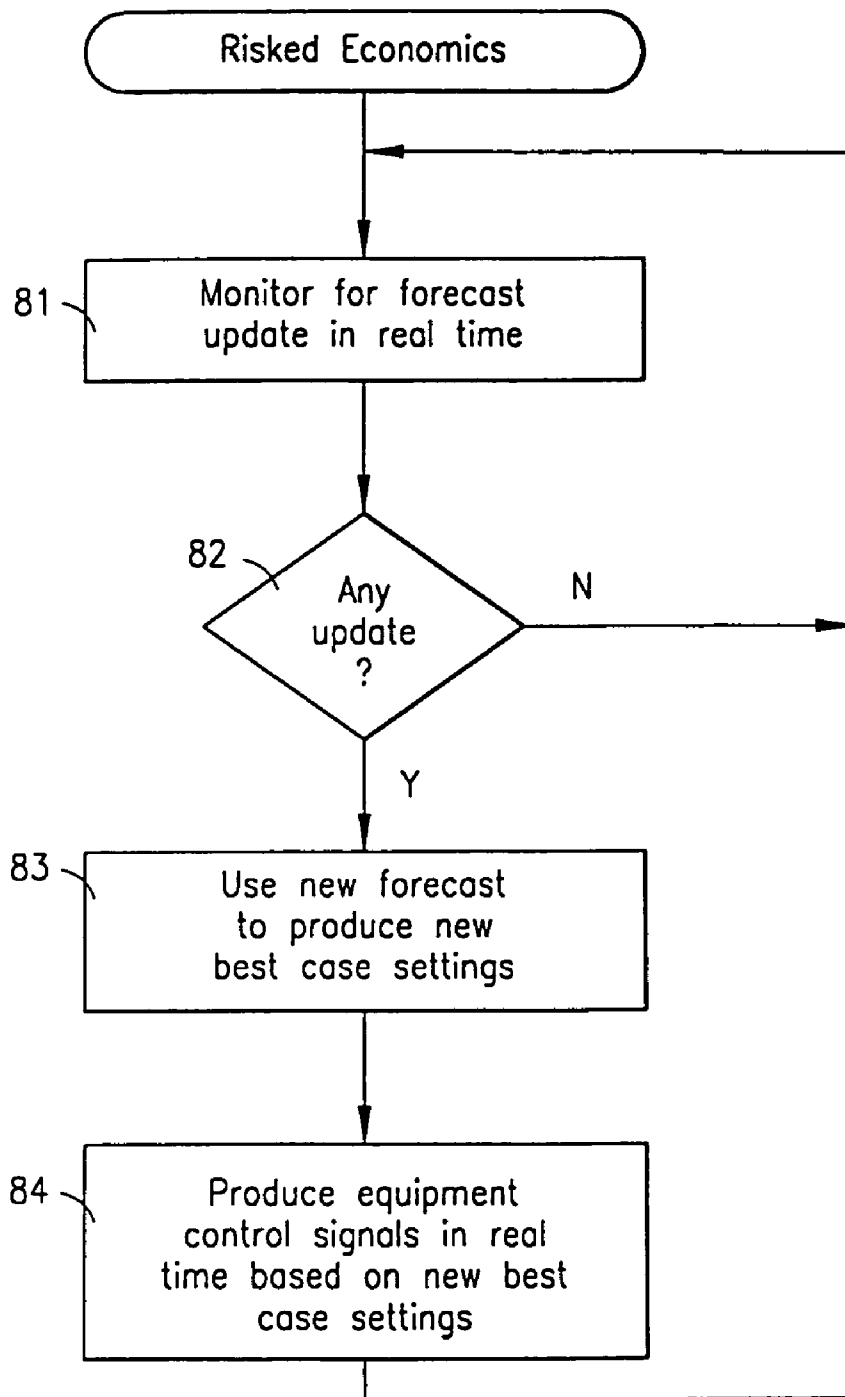 Risked Economics
81
Monitor for forecast
update in real time
82
Any
update
?
N
Y
83
Use new forecast
to produce new
best case settings
84
Produce equipment
control signals in real
time based on new best
case settings